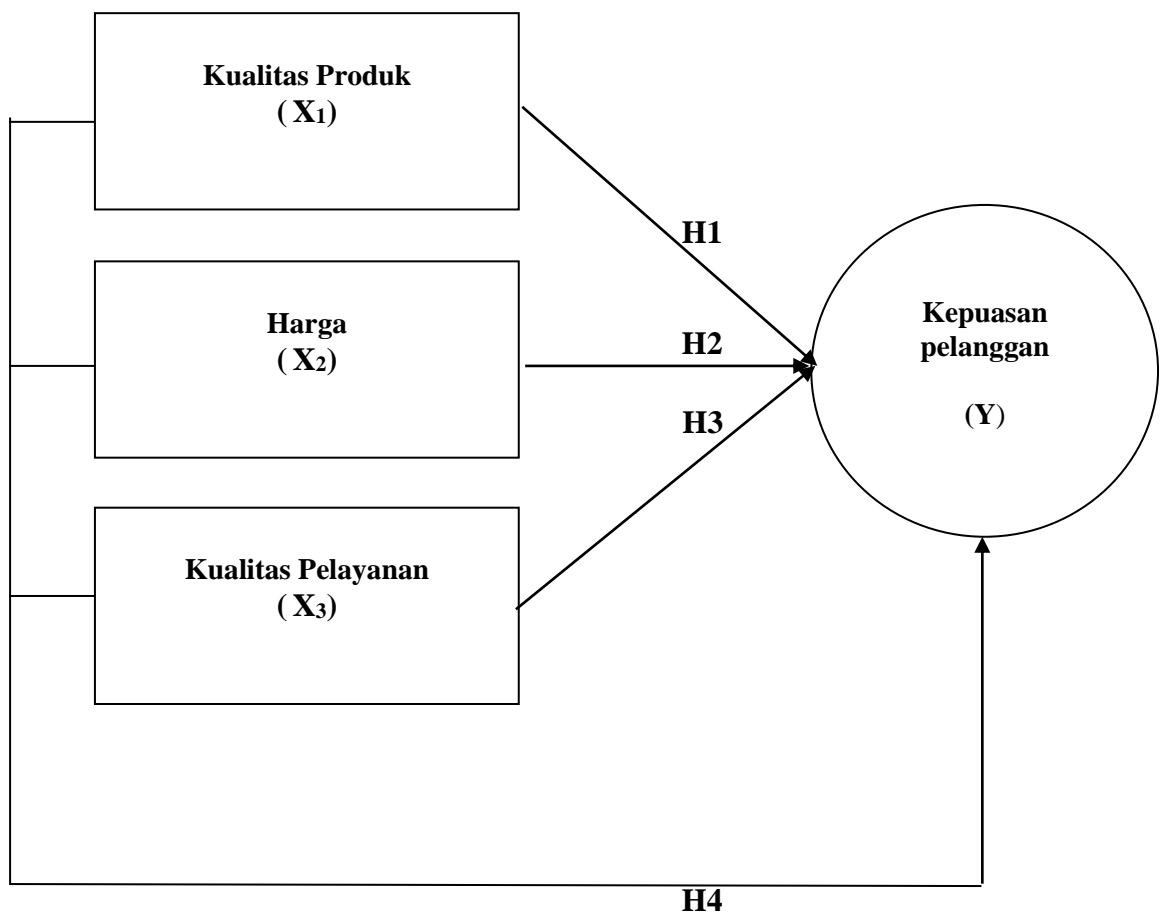 Kualitas Produk
( X1)
H1
Harga
( X2)
H2
Kepuasan
pelanggan
(Y)
H3
Kualitas Pelayanan
( X3)
H4